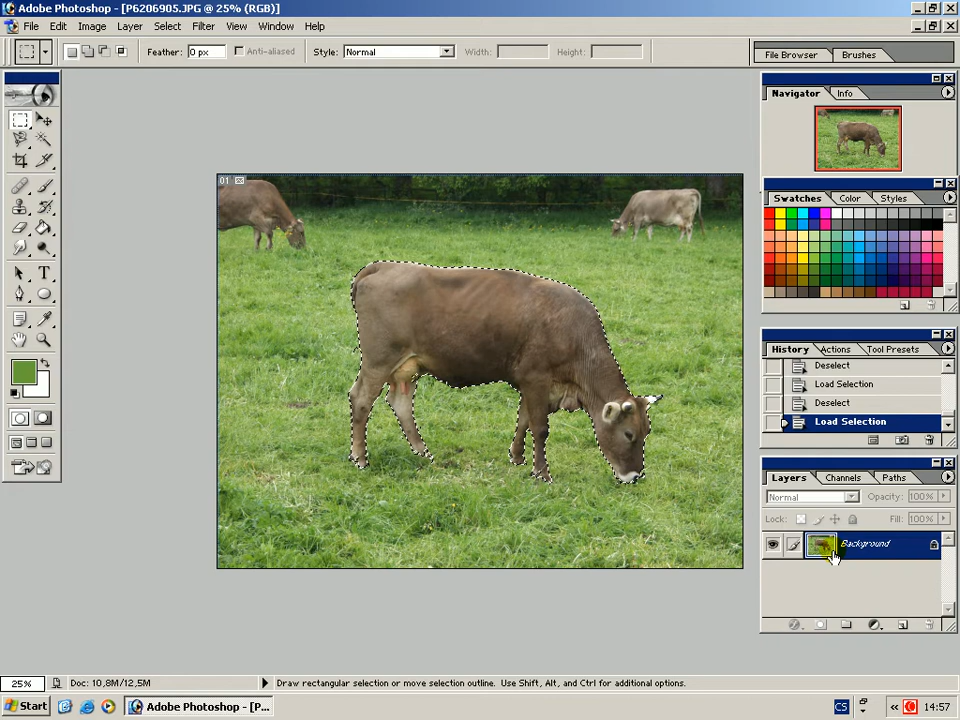 Adobe Photoshop - [P6206905.JPG @ 25% (RGB)]
File Edit Image Layer Select Filter View Window Help
Feather: 0 px Anti-aliased Style: Normal Width: Height: File Browser Brushes
Navigator Info
01
Swatches Color Styles
History Actions Tool Presets
Deselect
Load Selection
Deselect
Load Selection
Layers Channels Paths
Normal Opacity: 100%
Lock: Fill: 100%
Background
25% Doc: 10,8M/12,5M Draw rectangular selection or move selection outline. Use Shift, Alt, and Ctrl for additional options.
Start Adobe Photoshop - [P... CS « 14:57